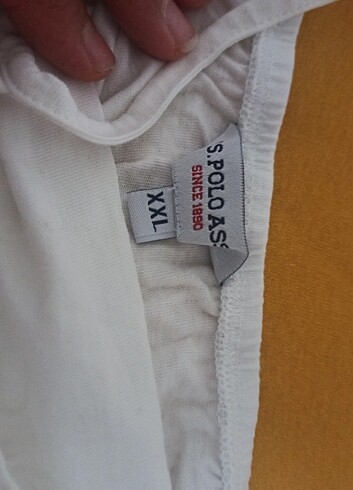 S. POLO ASS
SINCE 1890
XXL